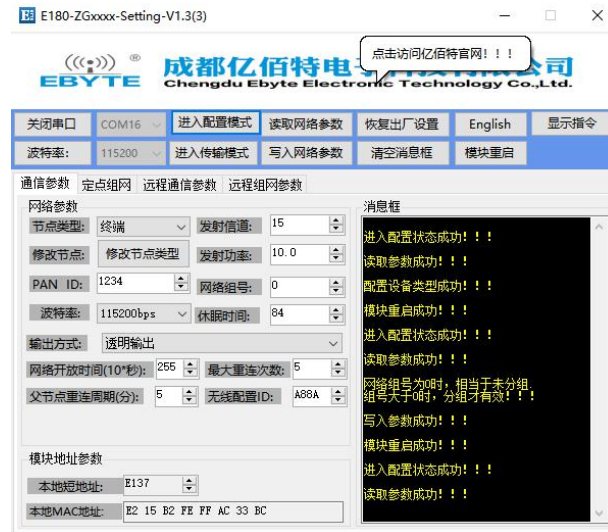 E180-ZGxxxx-Setting-V1.3(3)
点击访问亿佰特官网！！！
EBYTE ®
成都亿佰特电
公司
Chengdu Ebyte Electronic Technology Co.,Ltd.
关闭串口 COM16 进入配置模式 读取网络参数 恢复出厂设置 English 显示指令
波特率: 115200 进入传输模式 写入网络参数 清空消息框 模块重启
通信参数 定点组网 远程通信参数 远程组网参数
网络参数
节点类型: 终端 发射信道: 15
修改节点: 修改节点类型 发射功率: 10.0
PAN ID: 1234 网络组号: 0
波特率: 115200bps 休眠时间: 84
输出方式: 透明输出
网络开放时间(10*秒): 255 最大重连次数: 5
父节点重连周期(分): 5 无线配置ID: A88A
模块地址参数
本地短地址: E137
本地MAC地址: E2 15 B2 FE FF AC 33 BC
消息框
进入配置状态成功！！！
读取参数成功！！！
配置设备类型成功！！！
模块重启成功！！！
进入配置状态成功！！！
读取参数成功！！！
网络组号为0时，相当于未分组.
组号大于0时，分组才有效！！！
写入参数成功！！！
模块重启成功！！！
进入配置状态成功！！！
读取参数成功！！！